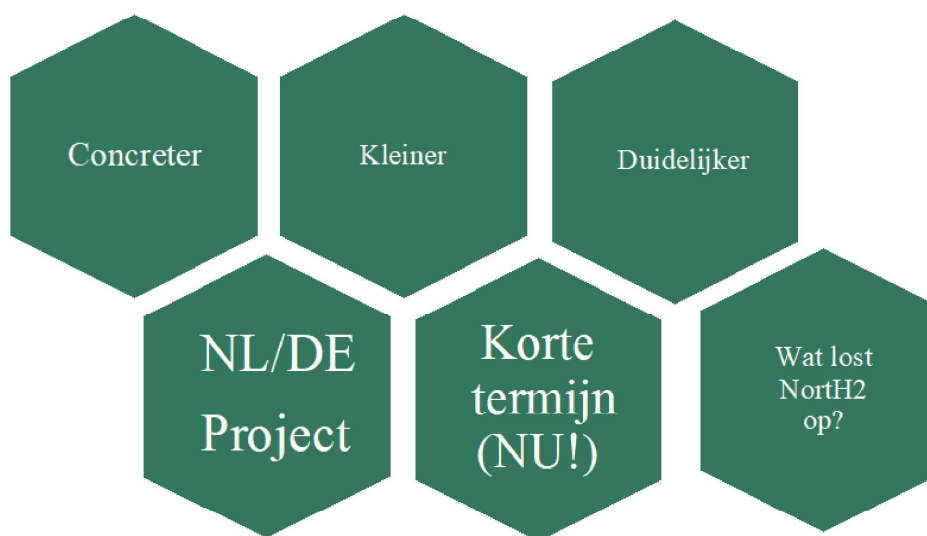 Concreter
Kleiner
Duidelijker
NL/DE
Project
Korte
termijn
(NU!)
Wat lost
NortH2
op?